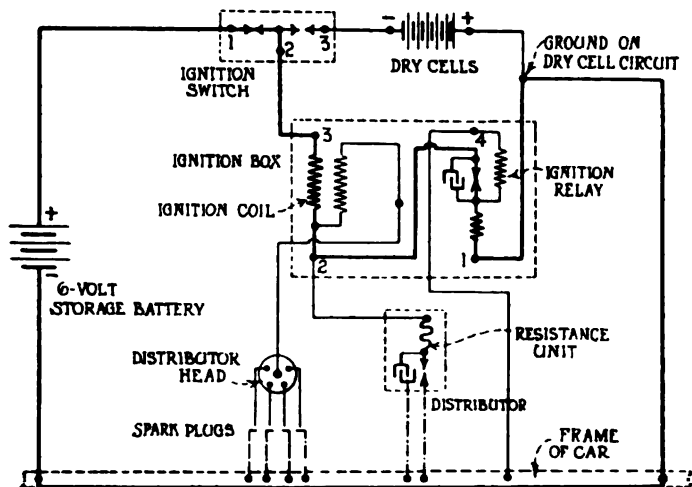 1
2
3
-
+
IGNITION
SWITCH
DRY CELLS
GROUND ON
DRY CELL CIRCUIT
3
4
IGNITION BOX
IGNITION COIL
IGNITION
RELAY
2
1
+
-
6-VOLT
STORAGE BATTERY
RESISTANCE
UNIT
DISTRIBUTOR
HEAD
DISTRIBUTOR
SPARK PLUGS
FRAME
OF CAR